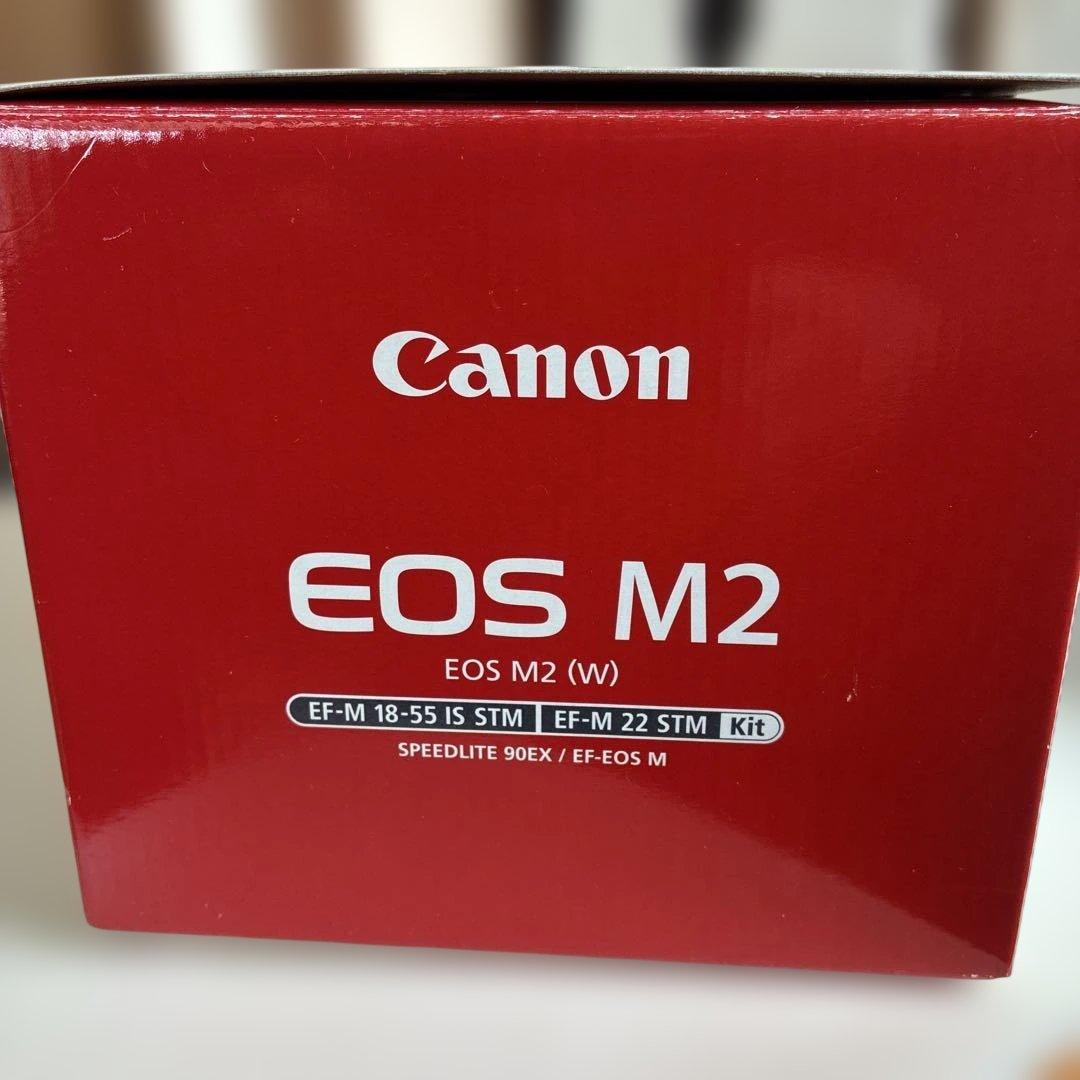 Canon
EOS M2
EOS M2 (W)
EF-M 18-55 IS STM | EF-M 22 STM Kit
SPEEDLITE 90EX / EF-EOS M